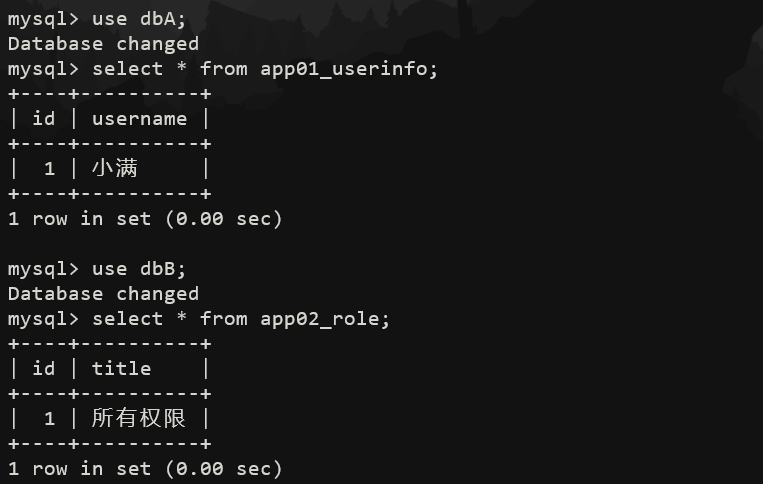 mysql> use dbA;
Database changed
mysql> select * from app01_userinfo;
+----+----------+
| id | username |
+----+----------+
|  1 | 小满     |
+----+----------+
1 row in set (0.00 sec)

mysql> use dbB;
Database changed
mysql> select * from app02_role;
+----+----------+
| id | title    |
+----+----------+
|  1 | 所有权限 |
+----+----------+
1 row in set (0.00 sec)